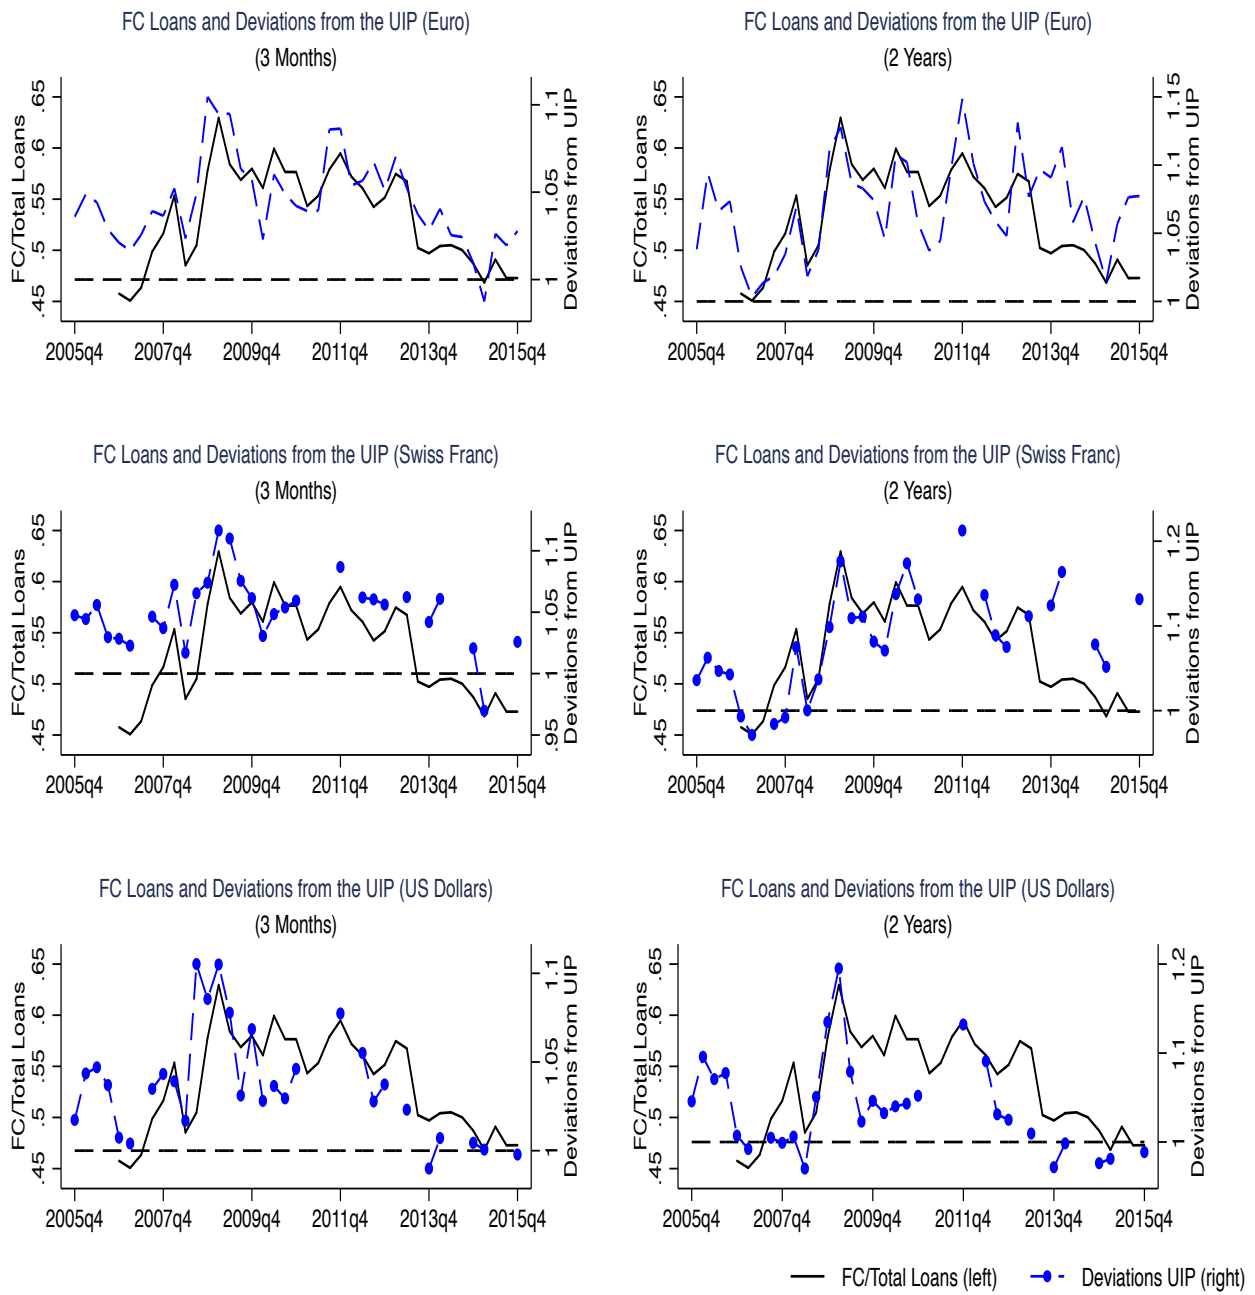 FC Loans and Deviations from the UIP (Euro)
(3 Months)
FC/Total Loans
.45 .5 .55 .6 .65
1 1.05 1.1
Deviations from UIP
2005q4 2007q4 2009q4 2011q4 2013q4 2015q4
FC Loans and Deviations from the UIP (Euro)
(2 Years)
FC/Total Loans
.45 .5 .55 .6 .65
1 1.05 1.1 1.15
Deviations from UIP
2005q4 2007q4 2009q4 2011q4 2013q4 2015q4
FC Loans and Deviations from the UIP (Swiss Franc)
(3 Months)
FC/Total Loans
.45 .5 .55 .6 .65
.95 1 1.05 1.1
Deviations from UIP
2005q4 2007q4 2009q4 2011q4 2013q4 2015q4
FC Loans and Deviations from the UIP (Swiss Franc)
(2 Years)
FC/Total Loans
.45 .5 .55 .6 .65
1 1.1 1.2
Deviations from UIP
2005q4 2007q4 2009q4 2011q4 2013q4 2015q4
FC Loans and Deviations from the UIP (US Dollars)
(3 Months)
FC/Total Loans
.45 .5 .55 .6 .65
1 1.05 1.1
Deviations from UIP
2005q4 2007q4 2009q4 2011q4 2013q4 2015q4
FC Loans and Deviations from the UIP (US Dollars)
(2 Years)
FC/Total Loans
.45 .5 .55 .6 .65
1 1.1 1.2
Deviations from UIP
2005q4 2007q4 2009q4 2011q4 2013q4 2015q4
FC/Total Loans (left) Deviations UIP (right)